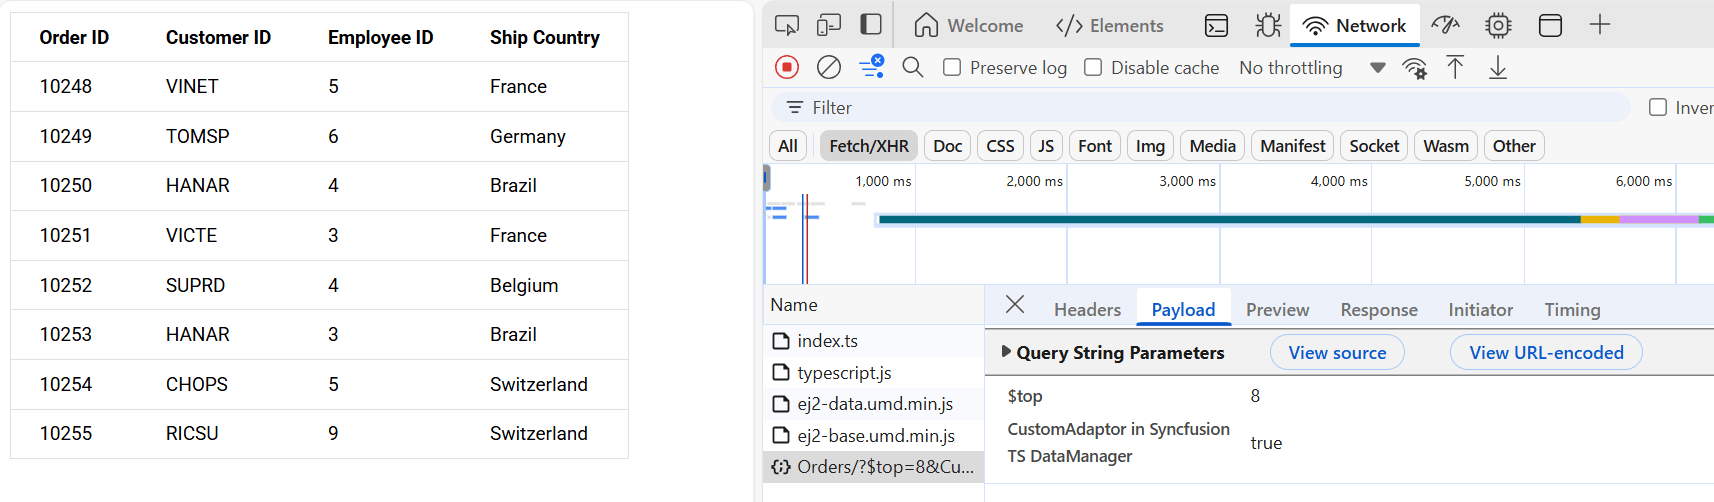 Order ID Customer ID Employee ID Ship Country
10248 VINET 5 France
10249 TOMSP 6 Germany
10250 HANAR 4 Brazil
10251 VICTE 3 France
10252 SUPRD 4 Belgium
10253 HANAR 3 Brazil
10254 CHOPS 5 Switzerland
10255 RICSU 9 Switzerland
Welcome Elements Network
Preserve log Disable cache No throttling
Filter Inver
All Fetch/XHR Doc CSS JS Font Img Media Manifest Socket Wasm Other
1,000 ms 2,000 ms 3,000 ms 4,000 ms 5,000 ms 6,000 ms
Name
index.ts
typescript.js
ej2-data.umd.min.js
ej2-base.umd.min.js
Orders/?$top=8&Cu...
Headers Payload Preview Response Initiator Timing
Query String Parameters View source View URL-encoded
$top 8
CustomAdaptor in Syncfusion
TS DataManager true